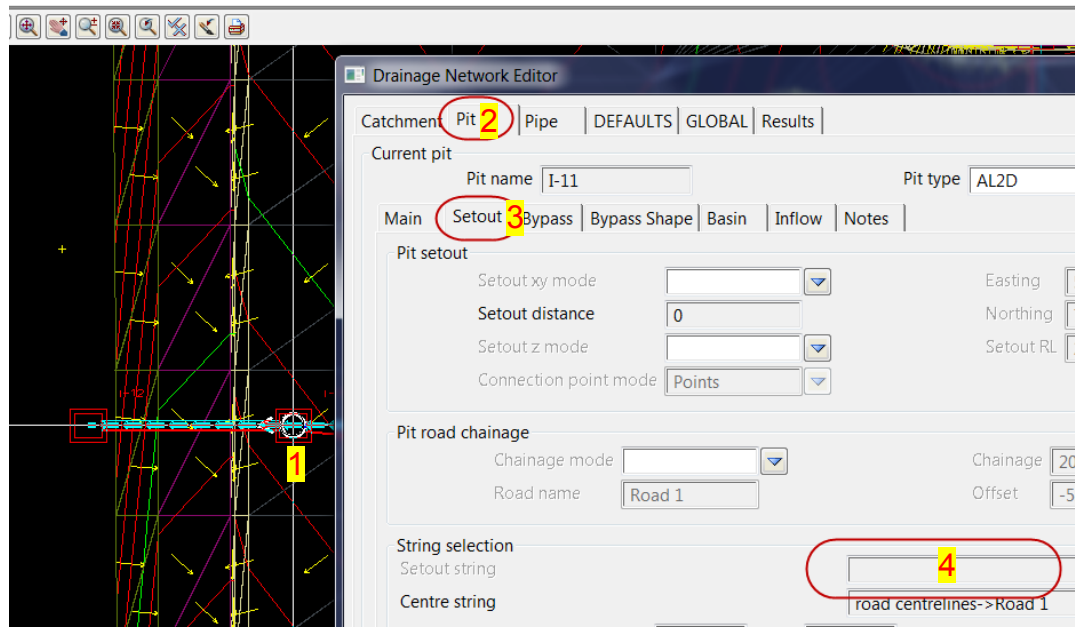 Drainage Network Editor
Catchment Pit 2 Pipe DEFAULTS GLOBAL Results
Current pit
Pit name I-11 Pit type AL2D
Main Setout 3 Bypass Bypass Shape Basin Inflow Notes
Pit setout
Setout xy mode Easting
Setout distance 0 Northing
Setout z mode Setout RL
Connection point mode Points
I-12
1
Pit road chainage
Chainage mode Chainage 20
Road name Road 1 Offset -5
String selection
Setout string 4
Centre string road centrelines->Road 1